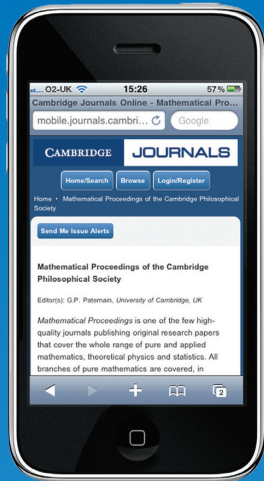 O2-UK 15:26 57%
Cambridge Journals Online - Mathematical Pro...
mobile.journals.cambri... Google
CAMBRIDGE JOURNALS
Home/Search Browse Login/Register
Home • Mathematical Proceedings of the Cambridge Philosophical
Society
Send Me Issue Alerts
Mathematical Proceedings of the Cambridge
Philosophical Society
Editor(s): G.P. Paternain, University of Cambridge, UK
Mathematical Proceedings is one of the few high-
quality journals publishing original research papers
that cover the whole range of pure and applied
mathematics, theoretical physics and statistics. All
branches of pure mathematics are covered, in
2